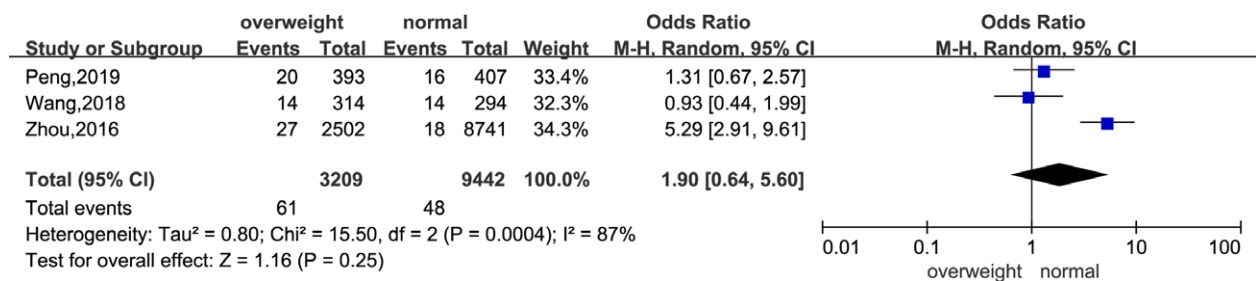 overweight normal Odds Ratio Odds Ratio
Study or Subgroup Events Total Events Total Weight M-H, Random, 95% CI M-H, Random, 95% CI
Peng,2019 20 393 16 407 33.4% 1.31 [0.67, 2.57]
Wang,2018 14 314 14 294 32.3% 0.93 [0.44, 1.99]
Zhou,2016 27 2502 18 8741 34.3% 5.29 [2.91, 9.61]
Total (95% CI) 3209 9442 100.0% 1.90 [0.64, 5.60]
Total events 61 48
Heterogeneity: Tau² = 0.80; Chi² = 15.50, df = 2 (P = 0.0004); I² = 87%
Test for overall effect: Z = 1.16 (P = 0.25)
0.01 0.1 1 10 100
overweight normal